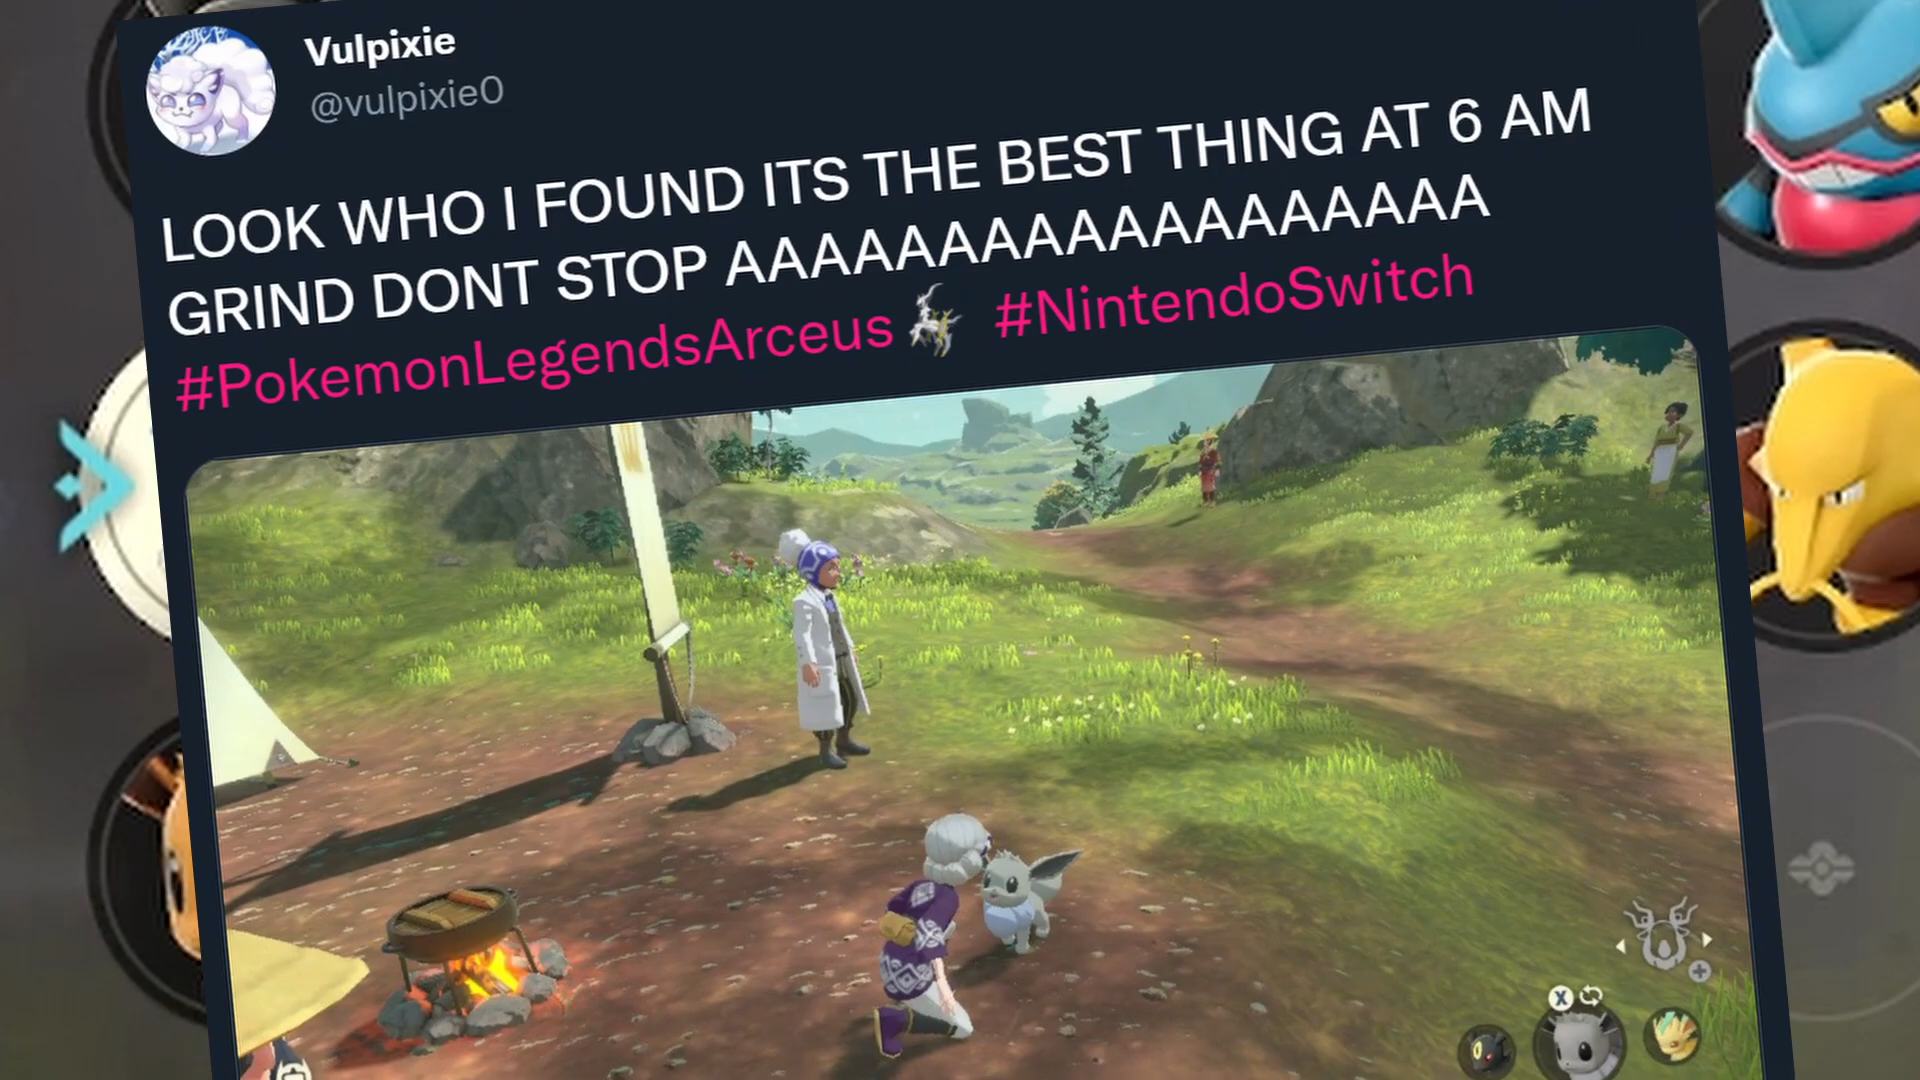 Vulpixie
@vulpixie0
LOOK WHO I FOUND ITS THE BEST THING AT 6 AM
GRIND DONT STOP AAAAAAAAAAAAAAAAAA
#PokemonLegendsArceus #NintendoSwitch
X